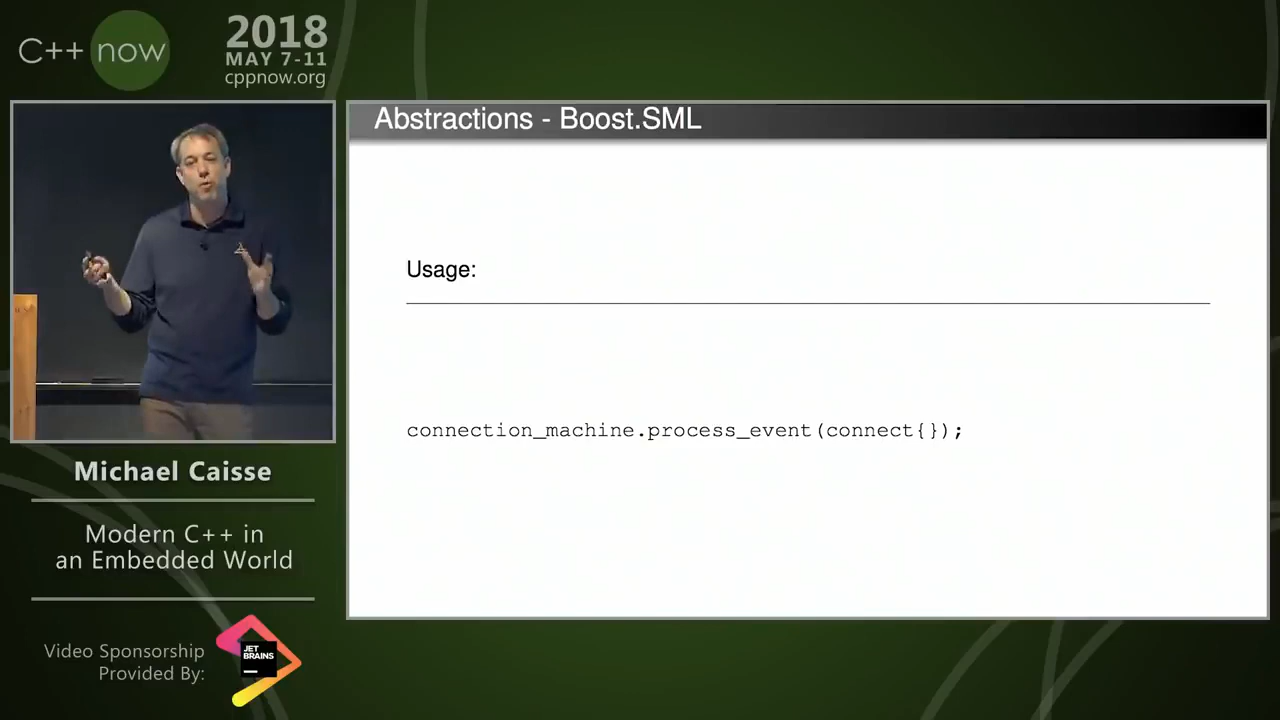 C++ now
2018
MAY 7-11
cppnow.org
Abstractions - Boost.SML
Usage:
connection_machine.process_event(connect{});
Michael Caisse
Modern C++ in
an Embedded World
Video Sponsorship
Provided By:
JET
BRAINS